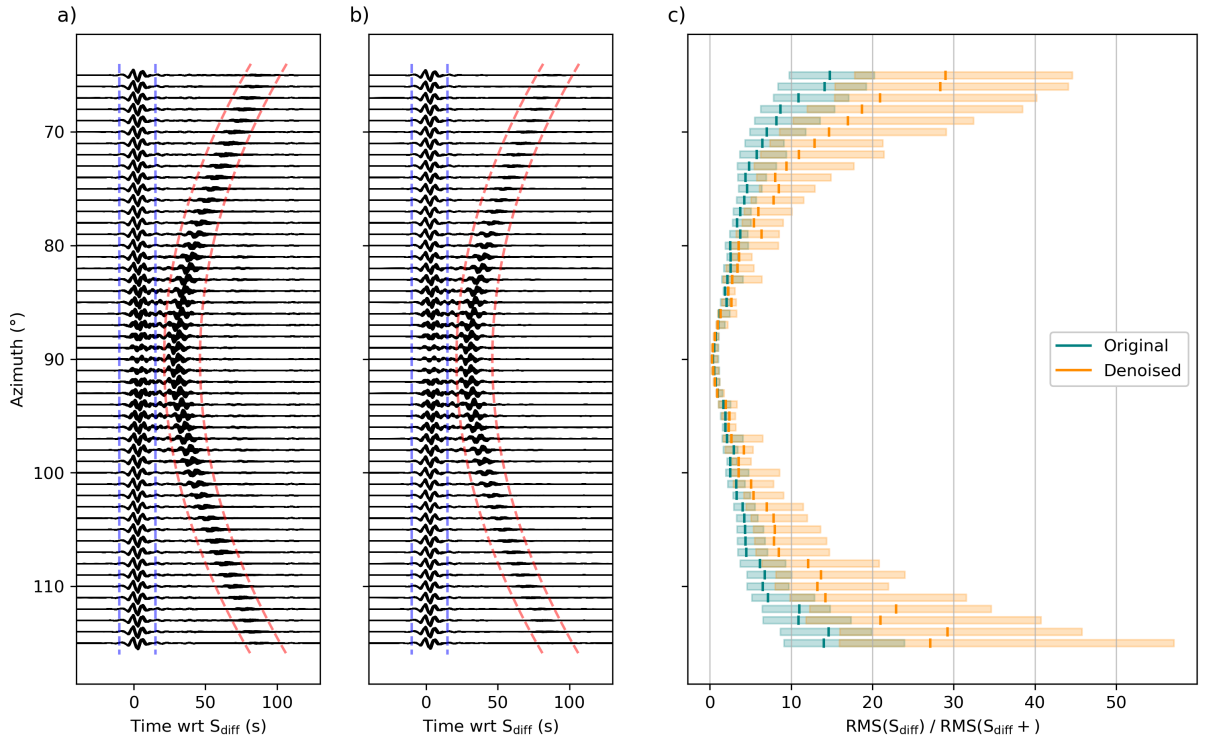 a)
b)
c)
Azimuth (°)
70
80
90
100
110
0
50
100
Time wrt S_diff (s)
0
50
100
Time wrt S_diff (s)
Original
Denoised
0
10
20
30
40
50
RMS(S_diff) / RMS(S_diff +)